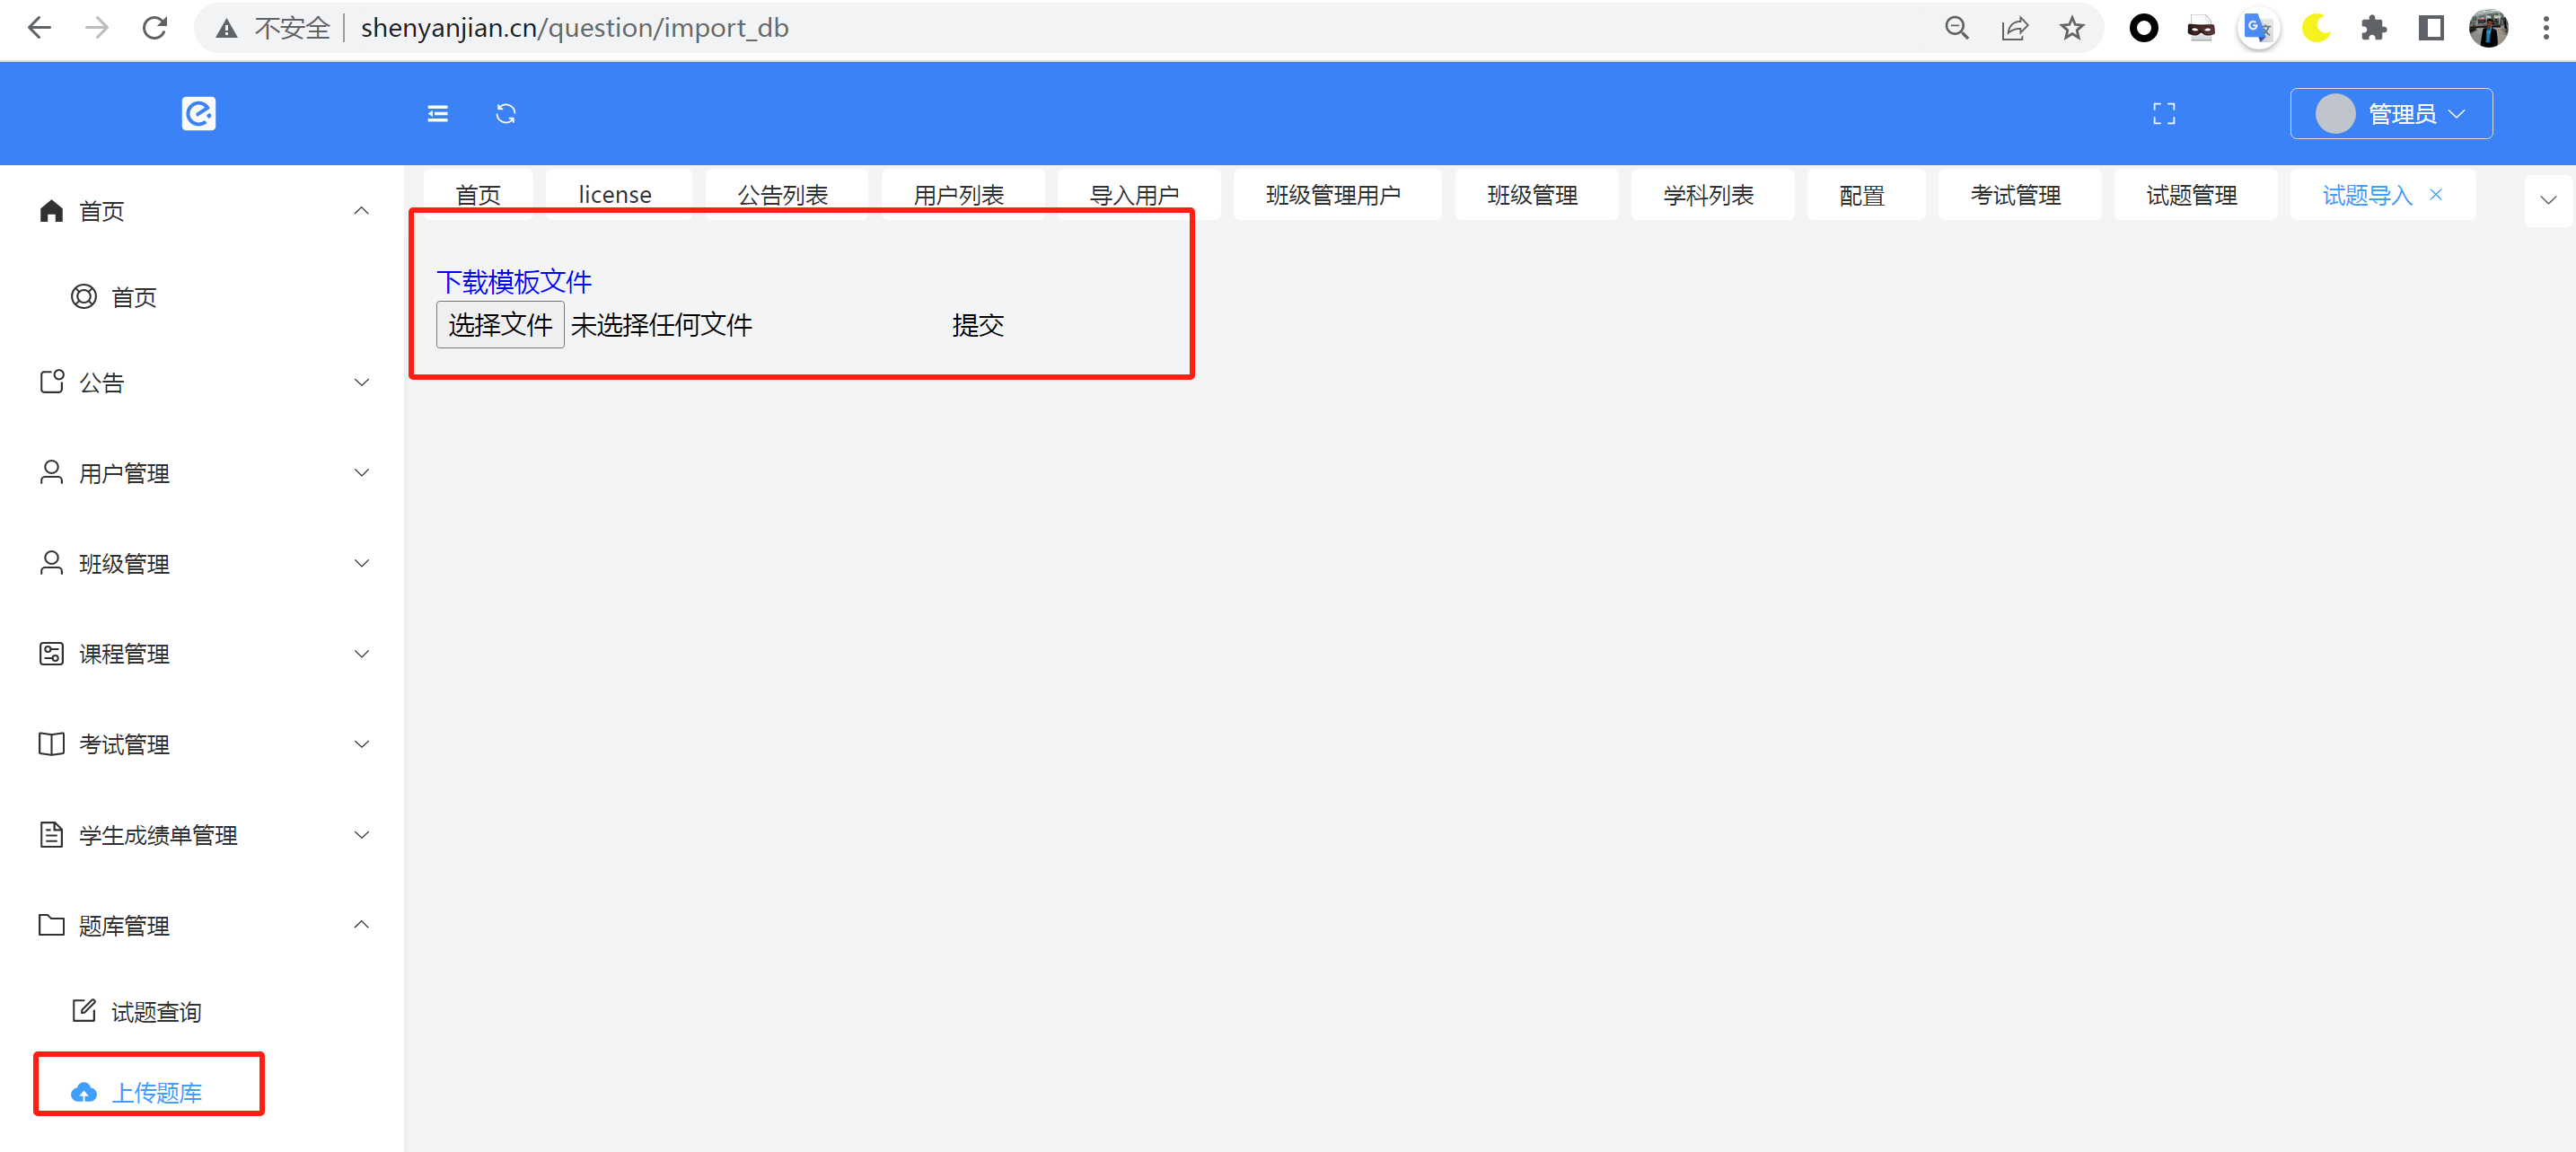 不安全 shenyanjian.cn/question/import_db
管理员
首页 license 公告列表 用户列表 导入用户 班级管理用户 班级管理 学科列表 配置 考试管理 试题管理 试题导入
首页
首页
公告
用户管理
班级管理
课程管理
考试管理
学生成绩单管理
题库管理
试题查询
上传题库
下载模板文件
选择文件 未选择任何文件 提交